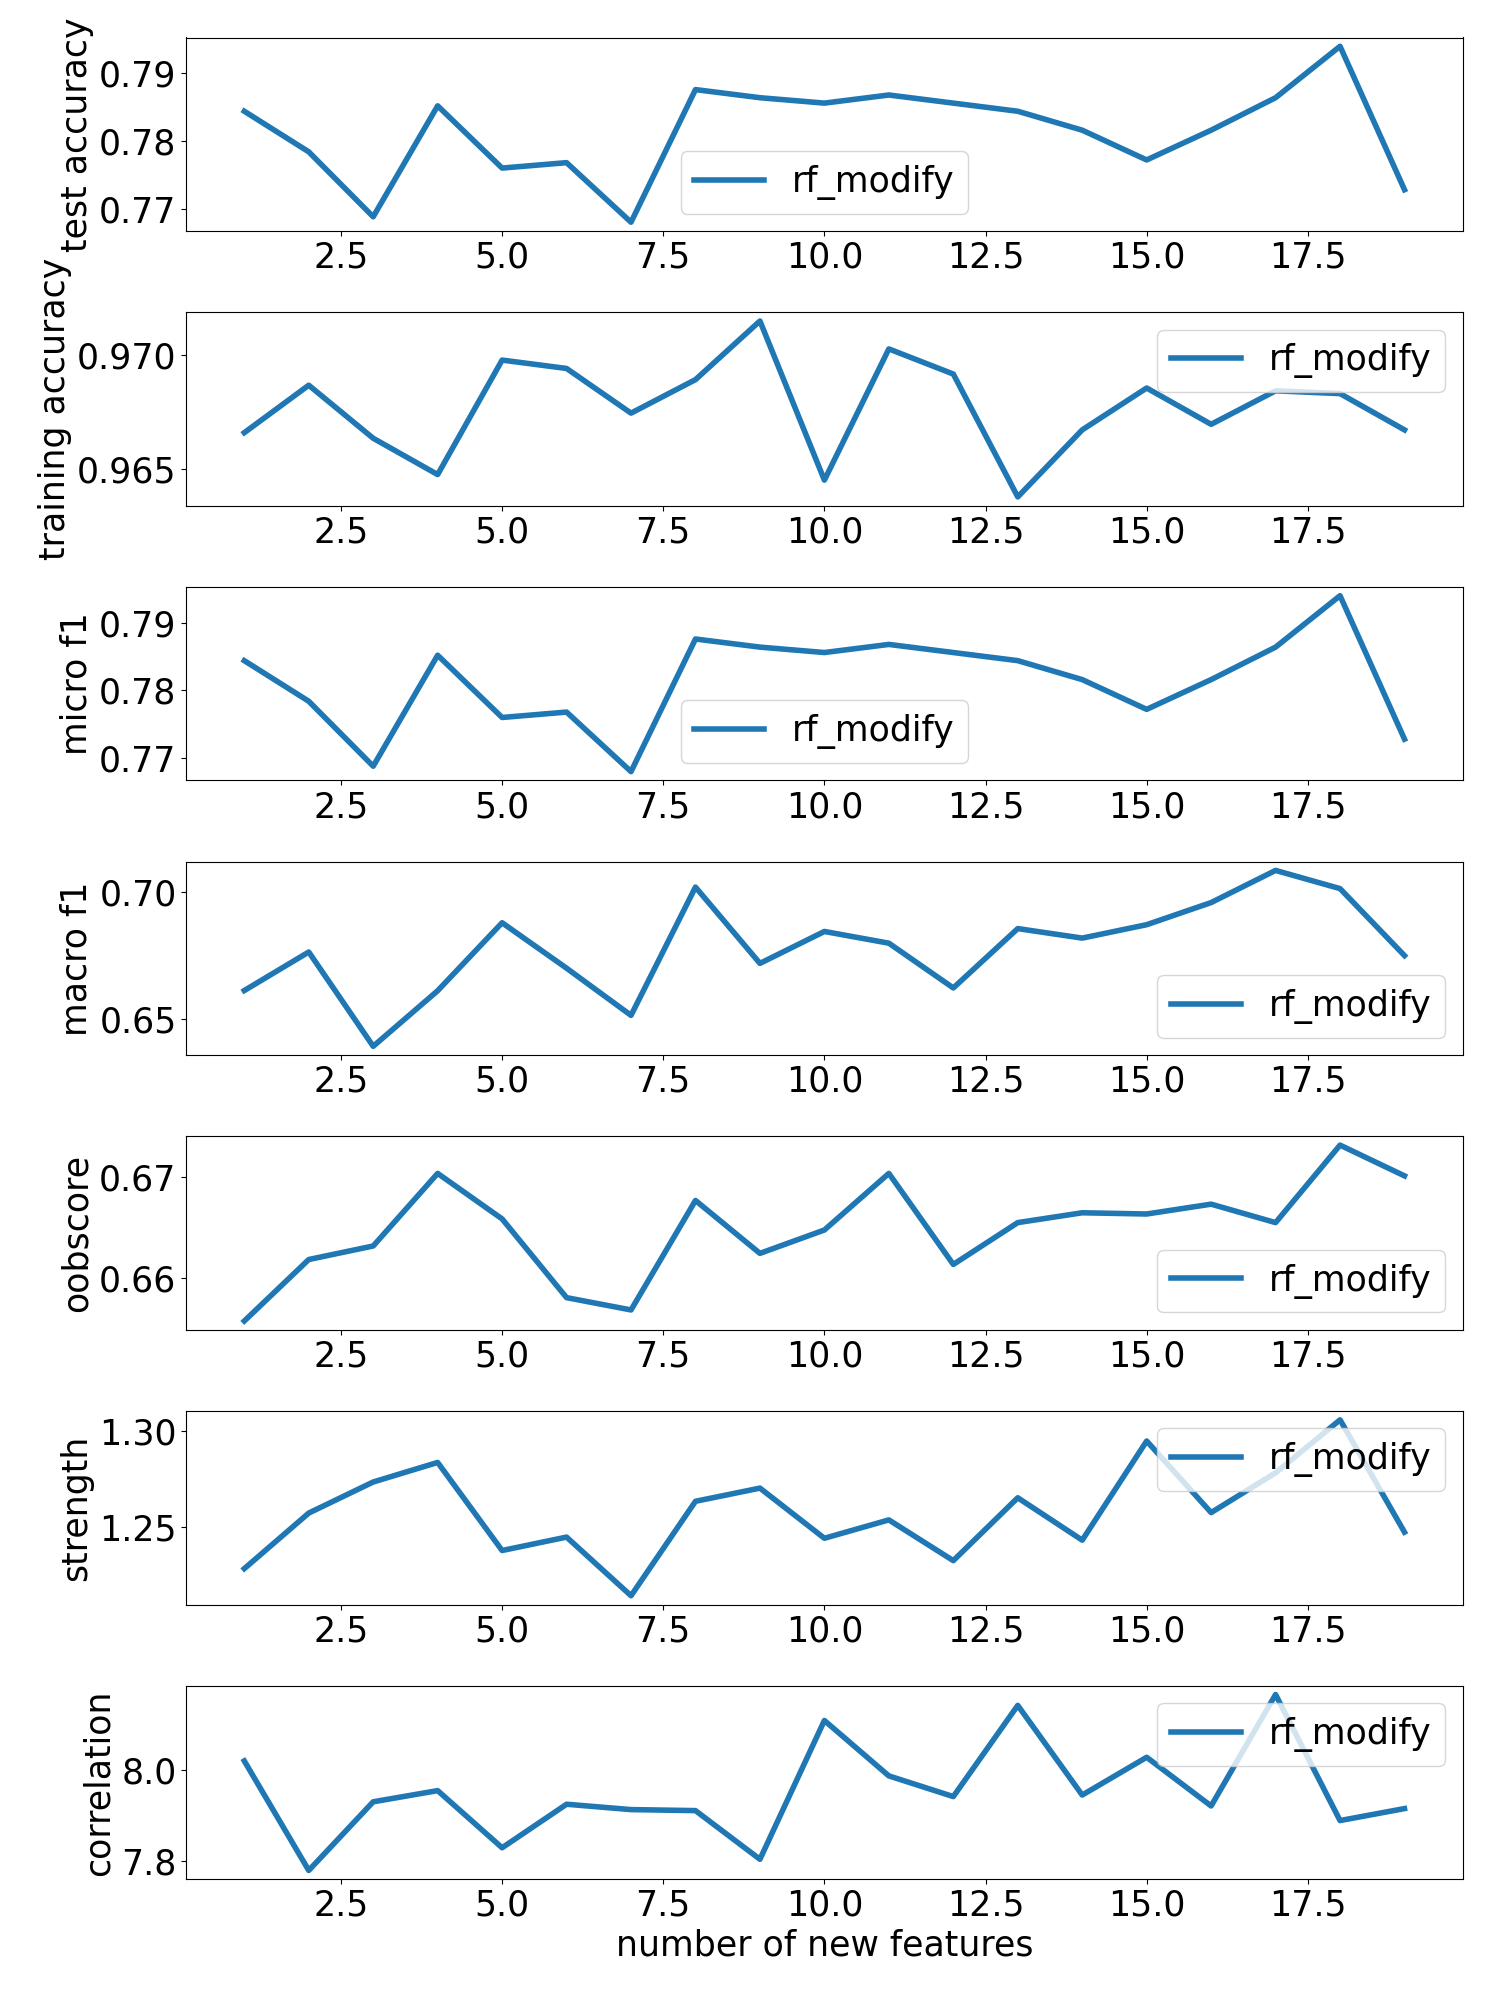 test accuracy
0.79
0.78
0.77
rf_modify
2.5 5.0 7.5 10.0 12.5 15.0 17.5
training accuracy
0.970
0.965
rf_modify
2.5 5.0 7.5 10.0 12.5 15.0 17.5
micro f1
0.79
0.78
0.77
rf_modify
2.5 5.0 7.5 10.0 12.5 15.0 17.5
macro f1
0.70
0.65
rf_modify
2.5 5.0 7.5 10.0 12.5 15.0 17.5
oobscore
0.67
0.66
rf_modify
2.5 5.0 7.5 10.0 12.5 15.0 17.5
strength
1.30
1.25
rf_modify
2.5 5.0 7.5 10.0 12.5 15.0 17.5
correlation
8.0
7.8
rf_modify
2.5 5.0 7.5 10.0 12.5 15.0 17.5
number of new features